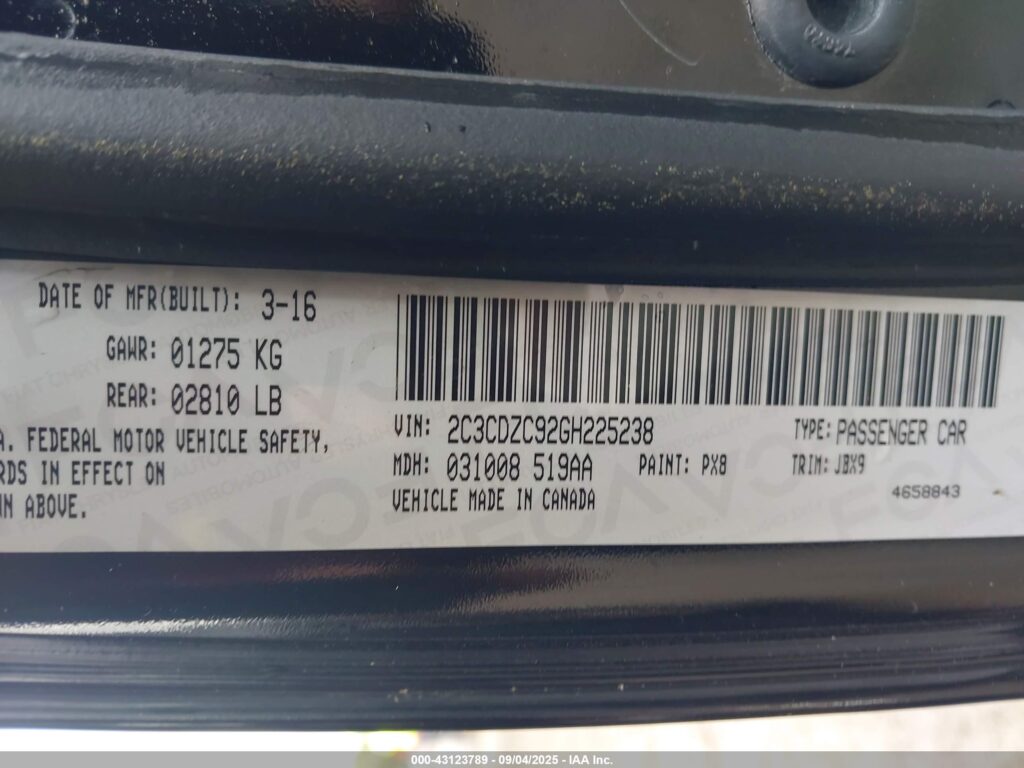 DATE OF MFR(BUILT): 3-16
GAWR: 01275 KG
REAR: 02810 LB
A. FEDERAL MOTOR VEHICLE SAFETY,
RDS IN EFFECT ON
N ABOVE.
VIN: 2C3CDZC92GH225238
TYPE: PASSENGER CAR
MDH: 031008 519AA
PAINT: PX8
TRIM: JBX9
VEHICLE MADE IN CANADA
4658843
000-43123789 - 09/04/2025 - IAA Inc.